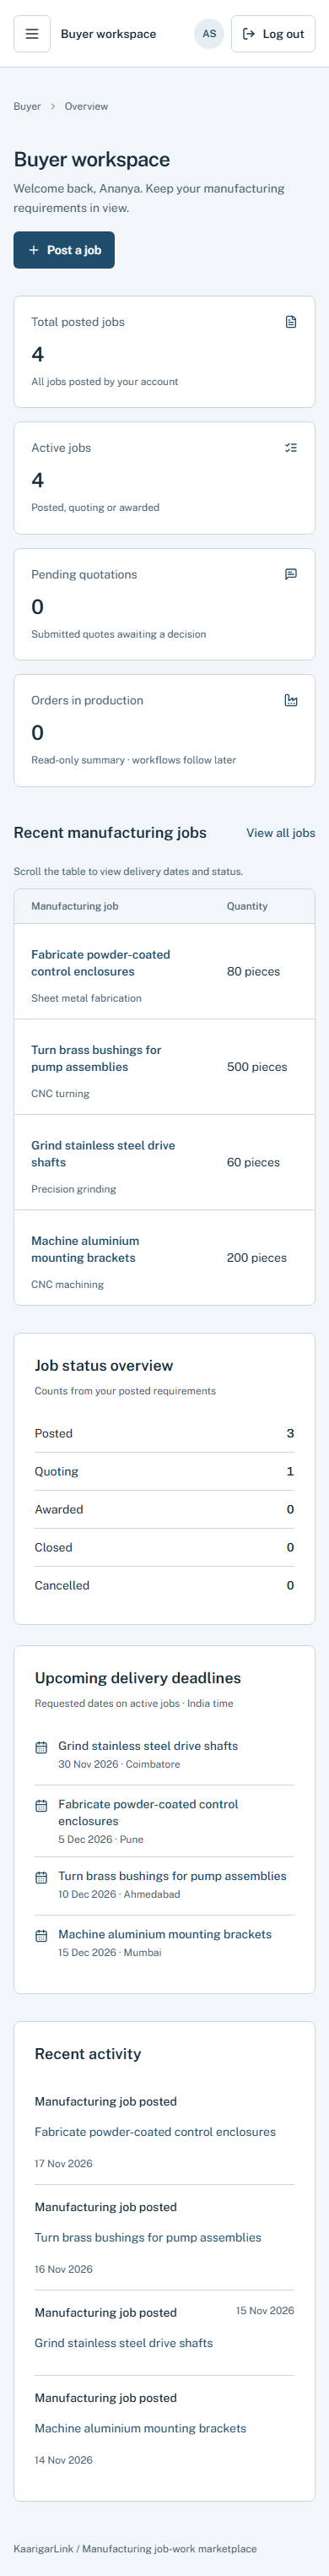 Buyer workspace
AS
Log out
Buyer > Overview
Buyer workspace
Welcome back, Ananya. Keep your manufacturing
requirements in view.
+ Post a job
Total posted jobs
4
All jobs posted by your account
Active jobs
4
Posted, quoting or awarded
Pending quotations
0
Submitted quotes awaiting a decision
Orders in production
0
Read-only summary · workflows follow later
Recent manufacturing jobs
View all jobs
Scroll the table to view delivery dates and status.
Manufacturing job Quantity
Fabricate powder-coated
control enclosures
80 pieces
Sheet metal fabrication
Turn brass bushings for
pump assemblies
500 pieces
CNC turning
Grind stainless steel drive
shafts
60 pieces
Precision grinding
Machine aluminium
mounting brackets
200 pieces
CNC machining
Job status overview
Counts from your posted requirements
Posted 3
Quoting 1
Awarded 0
Closed 0
Cancelled 0
Upcoming delivery deadlines
Requested dates on active jobs · India time
Grind stainless steel drive shafts
30 Nov 2026 · Coimbatore
Fabricate powder-coated control
enclosures
5 Dec 2026 · Pune
Turn brass bushings for pump assemblies
10 Dec 2026 · Ahmedabad
Machine aluminium mounting brackets
15 Dec 2026 · Mumbai
Recent activity
Manufacturing job posted
Fabricate powder-coated control enclosures
17 Nov 2026
Manufacturing job posted
Turn brass bushings for pump assemblies
16 Nov 2026
Manufacturing job posted 15 Nov 2026
Grind stainless steel drive shafts
Manufacturing job posted
Machine aluminium mounting brackets
14 Nov 2026
KaarigarLink / Manufacturing job-work marketplace